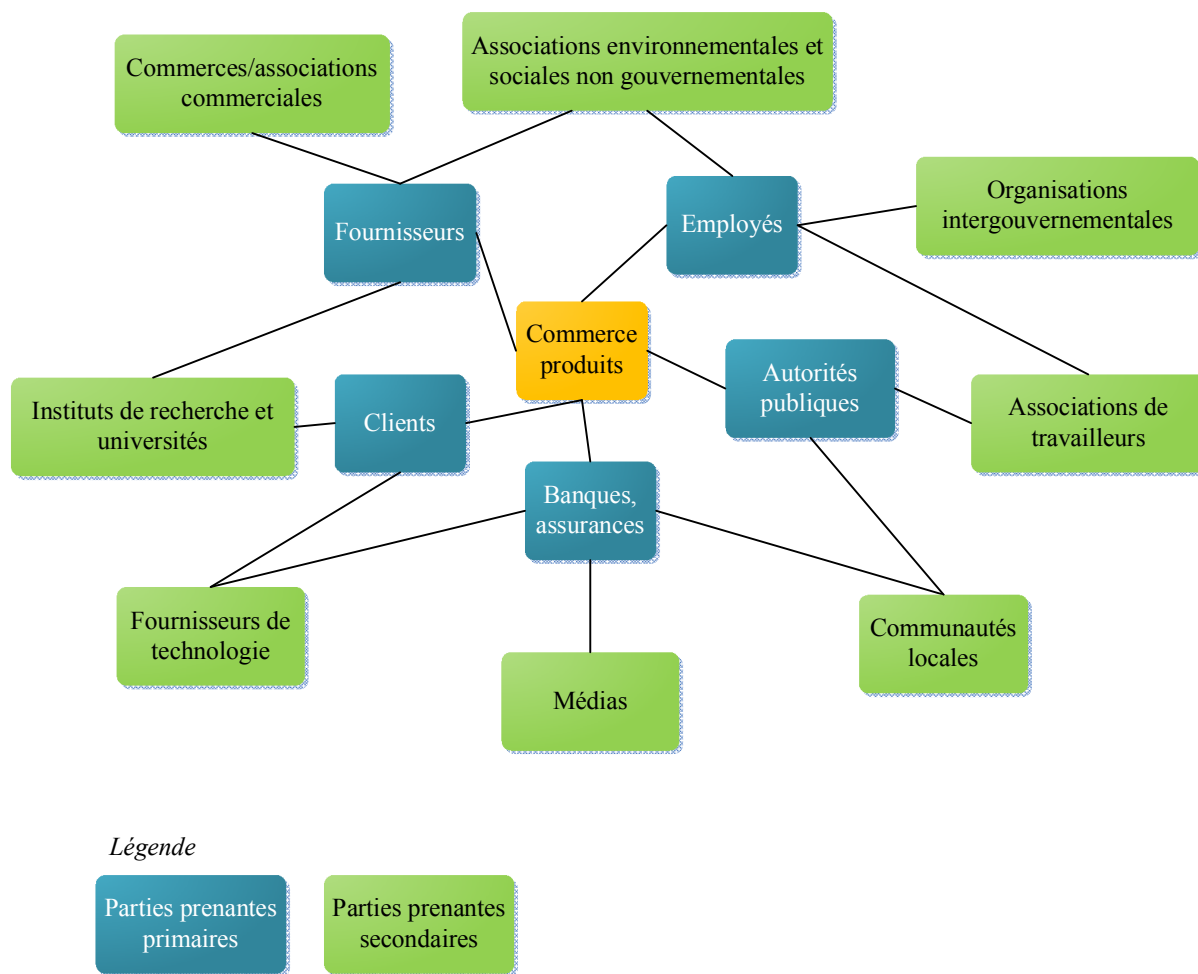 Commerces/associations
commerciales
Associations environnementales et
sociales non gouvernementales
Fournisseurs
Employés
Organisations
intergouvernementales
Commerce
produits
Autorités
publiques
Instituts de recherche et
universités
Clients
Associations de
travailleurs
Banques,
assurances
Fournisseurs de
technologie
Communautés
locales
Médias
Légende
Parties prenantes
primaires
Parties prenantes
secondaires